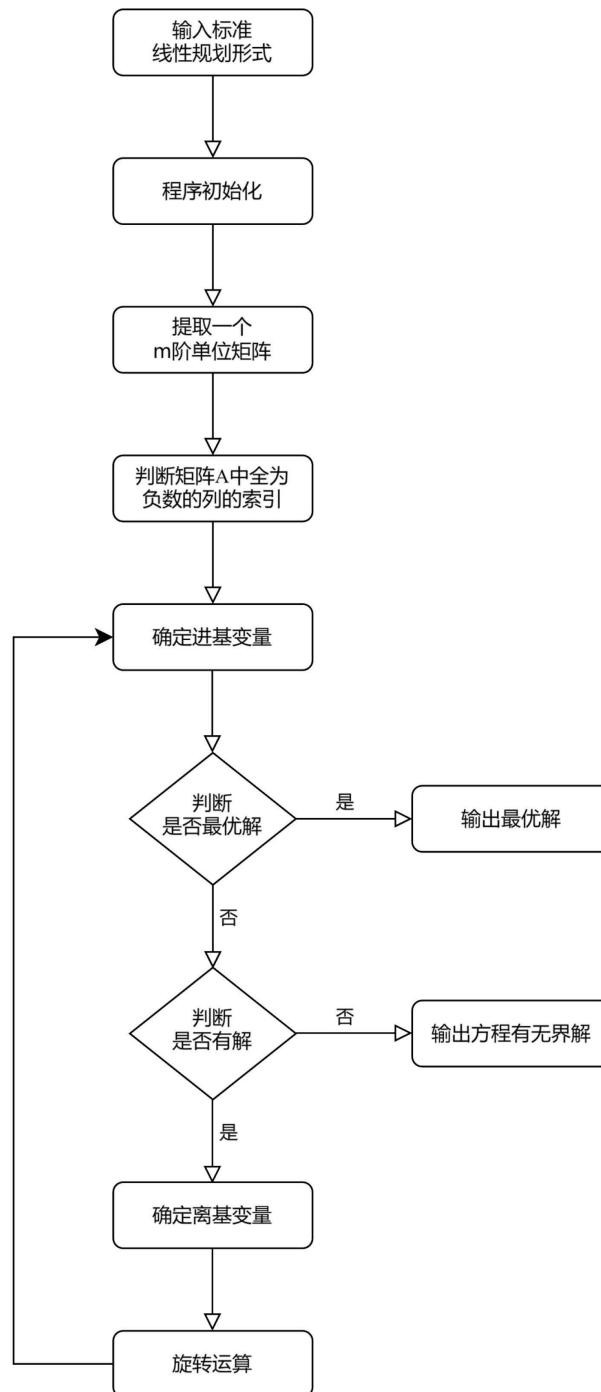 输入标准
线性规划形式
程序初始化
提取一个
m阶单位矩阵
判断矩阵A中全为
负数的列的索引
确定进基变量
判断
是否最优解
是
输出最优解
否
判断
是否有解
否
输出方程有无界解
是
确定离基变量
旋转运算